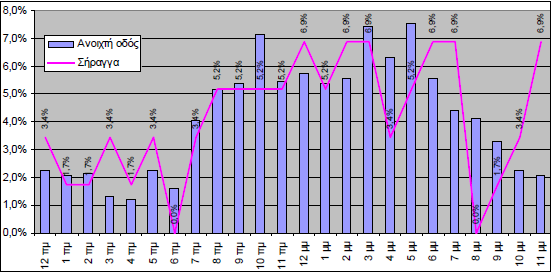 8,0%
7,0%
6,0%
5,0%
4,0%
3,0%
2,0%
1,0%
0,0%
Ανοιχτή οδός
Σήραγγα
3,4%
1,7%
1,7%
3,4%
1,7%
3,4%
0,0%
3,4%
5,2%
5,2%
5,2%
5,2%
6,9%
5,2%
6,9%
6,9%
3,4%
5,2%
6,9%
6,9%
0,0%
1,7%
3,4%
6,9%
12 πμ
1 πμ
2 πμ
3 πμ
4 πμ
5 πμ
6 πμ
7 πμ
8 πμ
9 πμ
10 πμ
11 πμ
12 μμ
1 μμ
2 μμ
3 μμ
4 μμ
5 μμ
6 μμ
7 μμ
8 μμ
9 μμ
10 μμ
11 μμ